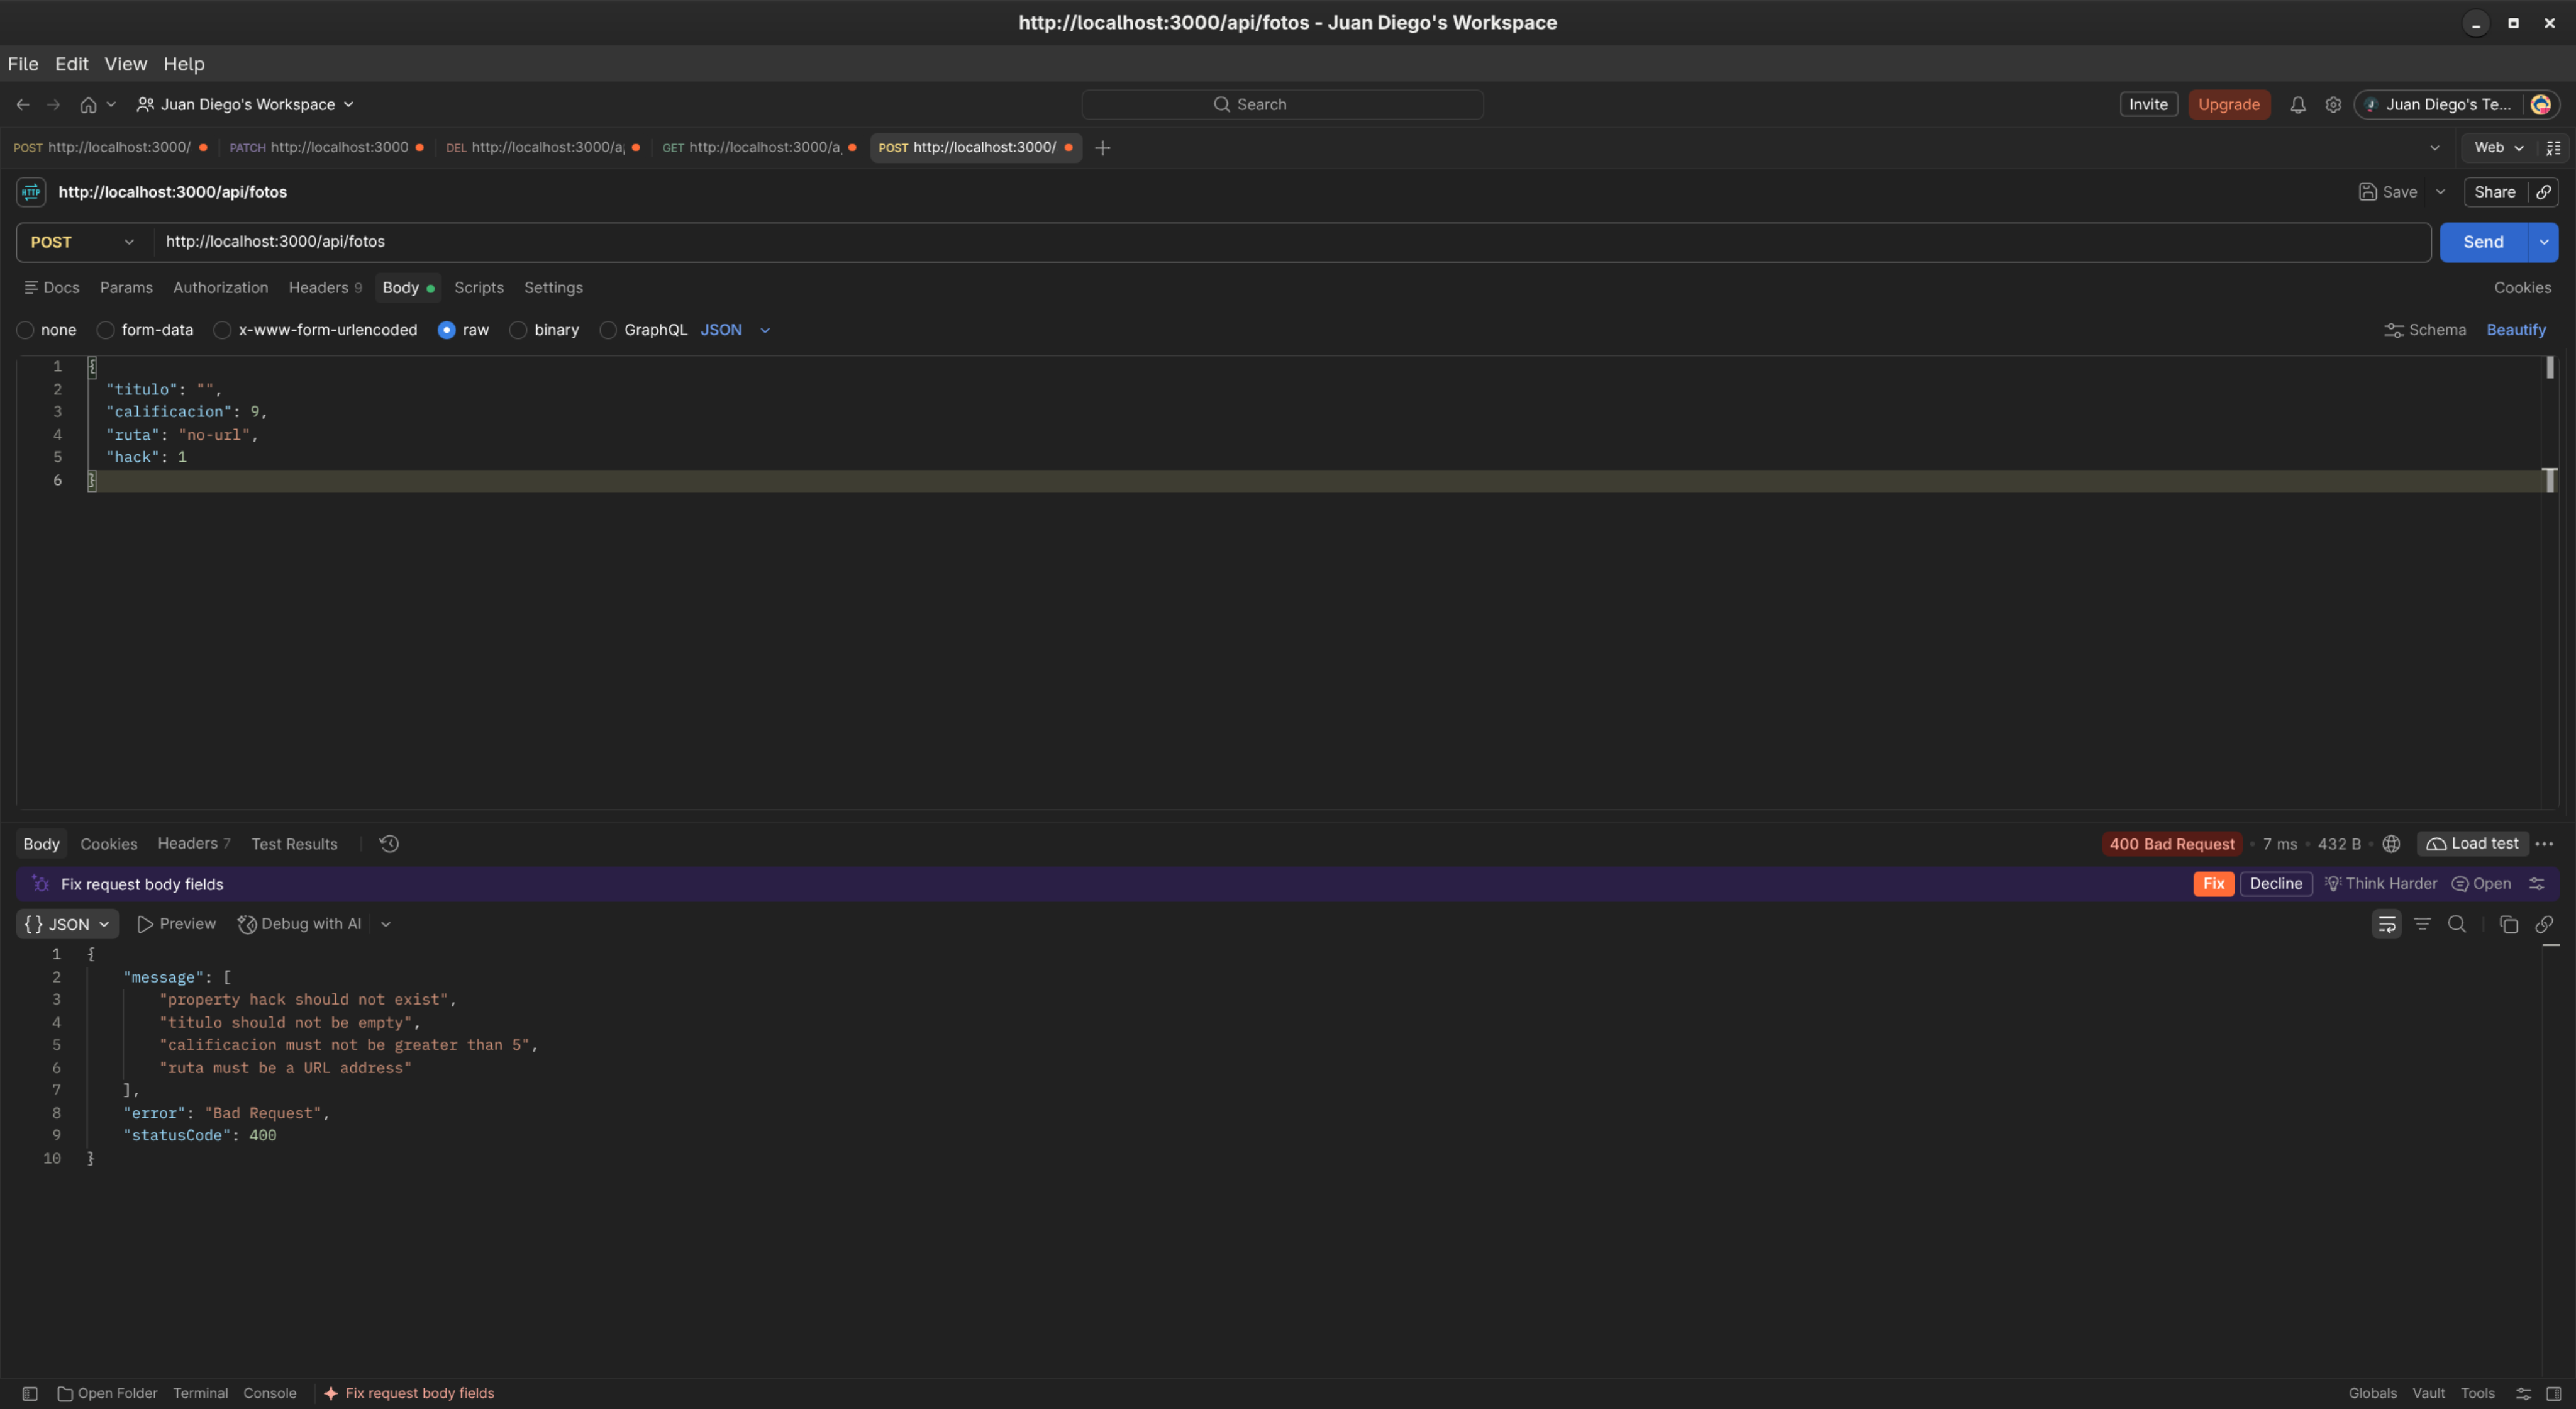 http://localhost:3000/api/fotos - Juan Diego's Workspace
File Edit View Help
Juan Diego's Workspace
Search
Invite
Upgrade
Juan Diego's Te...
POST http://localhost:3000/
PATCH http://localhost:3000
DEL http://localhost:3000/a
GET http://localhost:3000/a
POST http://localhost:3000/
Web
HTTP http://localhost:3000/api/fotos
Save
Share
POST http://localhost:3000/api/fotos
Send
Docs Params Authorization Headers 9 Body Scripts Settings
Cookies
none form-data x-www-form-urlencoded raw binary GraphQL JSON
Schema Beautify
1 {
2 "titulo": "",
3 "calificacion": 9,
4 "ruta": "no-url",
5 "hack": 1
6 }
Body Cookies Headers 7 Test Results
400 Bad Request • 7 ms • 432 B •
Load test
Fix request body fields
Fix Decline Think Harder Open
{} JSON Preview Debug with AI
1 {
2 "message": [
3 "property hack should not exist",
4 "titulo should not be empty",
5 "calificacion must not be greater than 5",
6 "ruta must be a URL address"
7 ],
8 "error": "Bad Request",
9 "statusCode": 400
10 }
Open Folder Terminal Console Fix request body fields
Globals Vault Tools